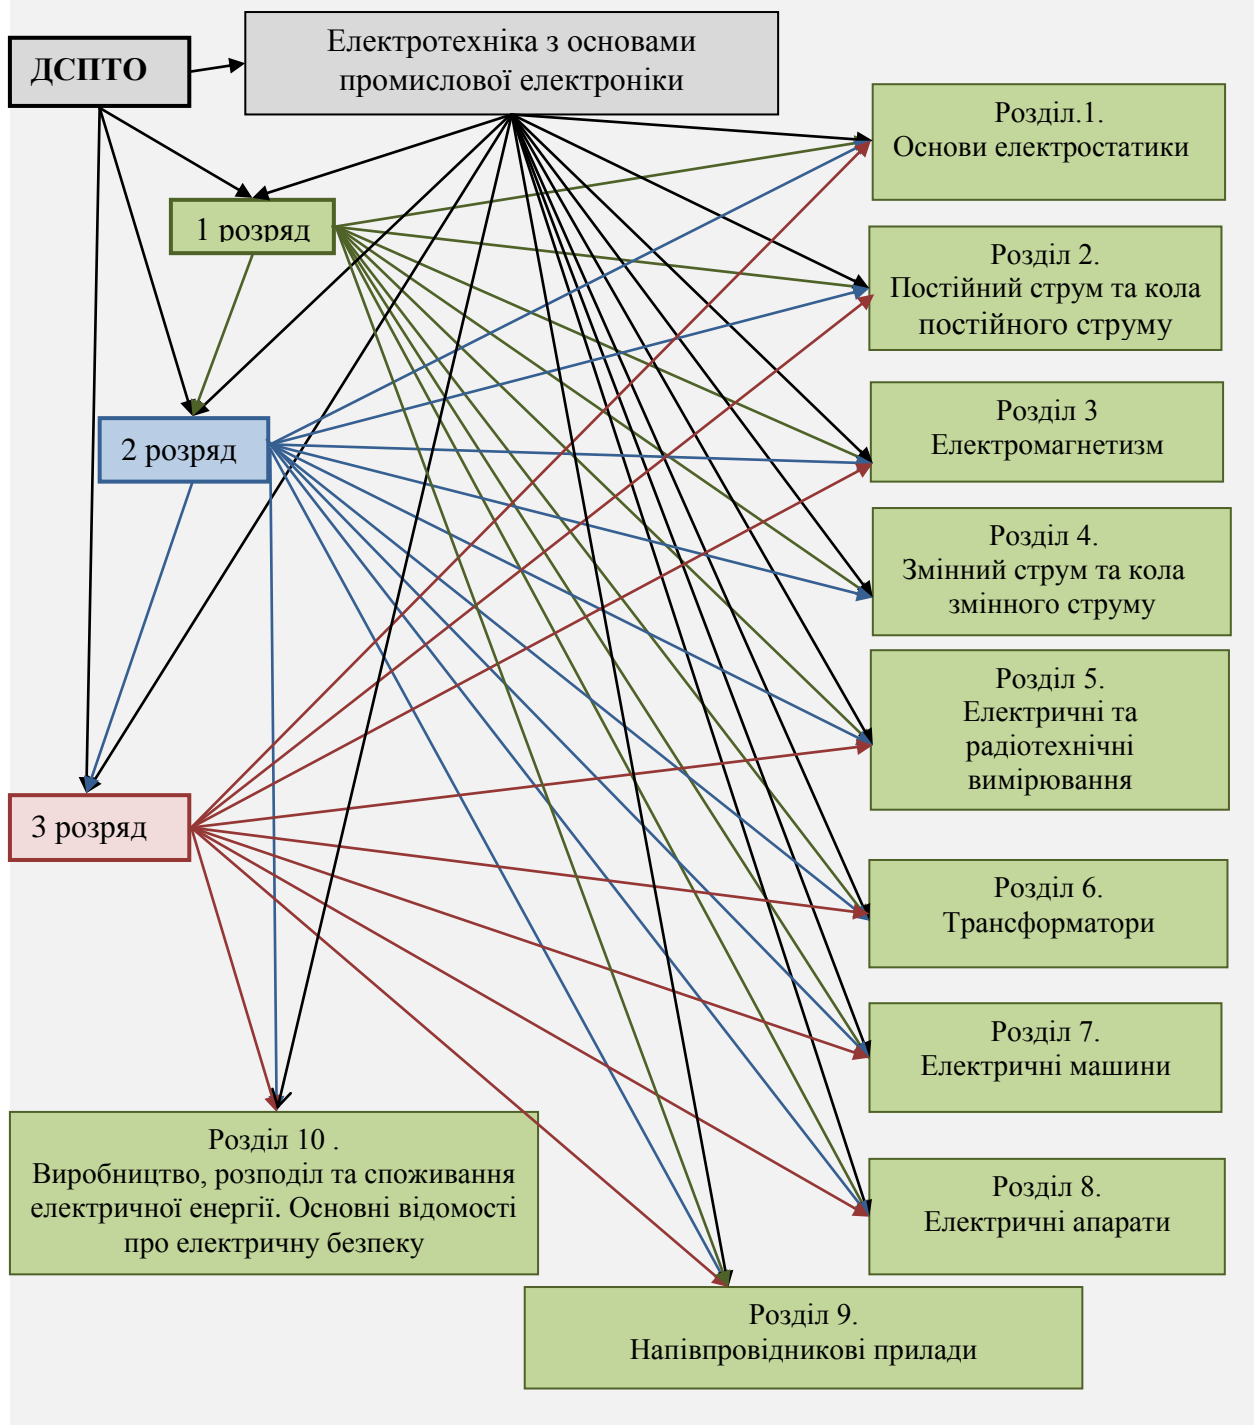 ДСПТО
Електротехніка з основами
промислової електроніки
1 розряд
2 розряд
3 розряд
Розділ.1.
Основи електростатики
Розділ 2.
Постійний струм та кола
постійного струму
Розділ 3
Електромагнетизм
Розділ 4.
Змінний струм та кола
змінного струму
Розділ 5.
Електричні та
радіотехнічні
вимірювання
Розділ 6.
Трансформатори
Розділ 7.
Електричні машини
Розділ 8.
Електричні апарати
Розділ 9.
Напівпровідникові прилади
Розділ 10 .
Виробництво, розподіл та споживання
електричної енергії. Основні відомості
про електричну безпеку